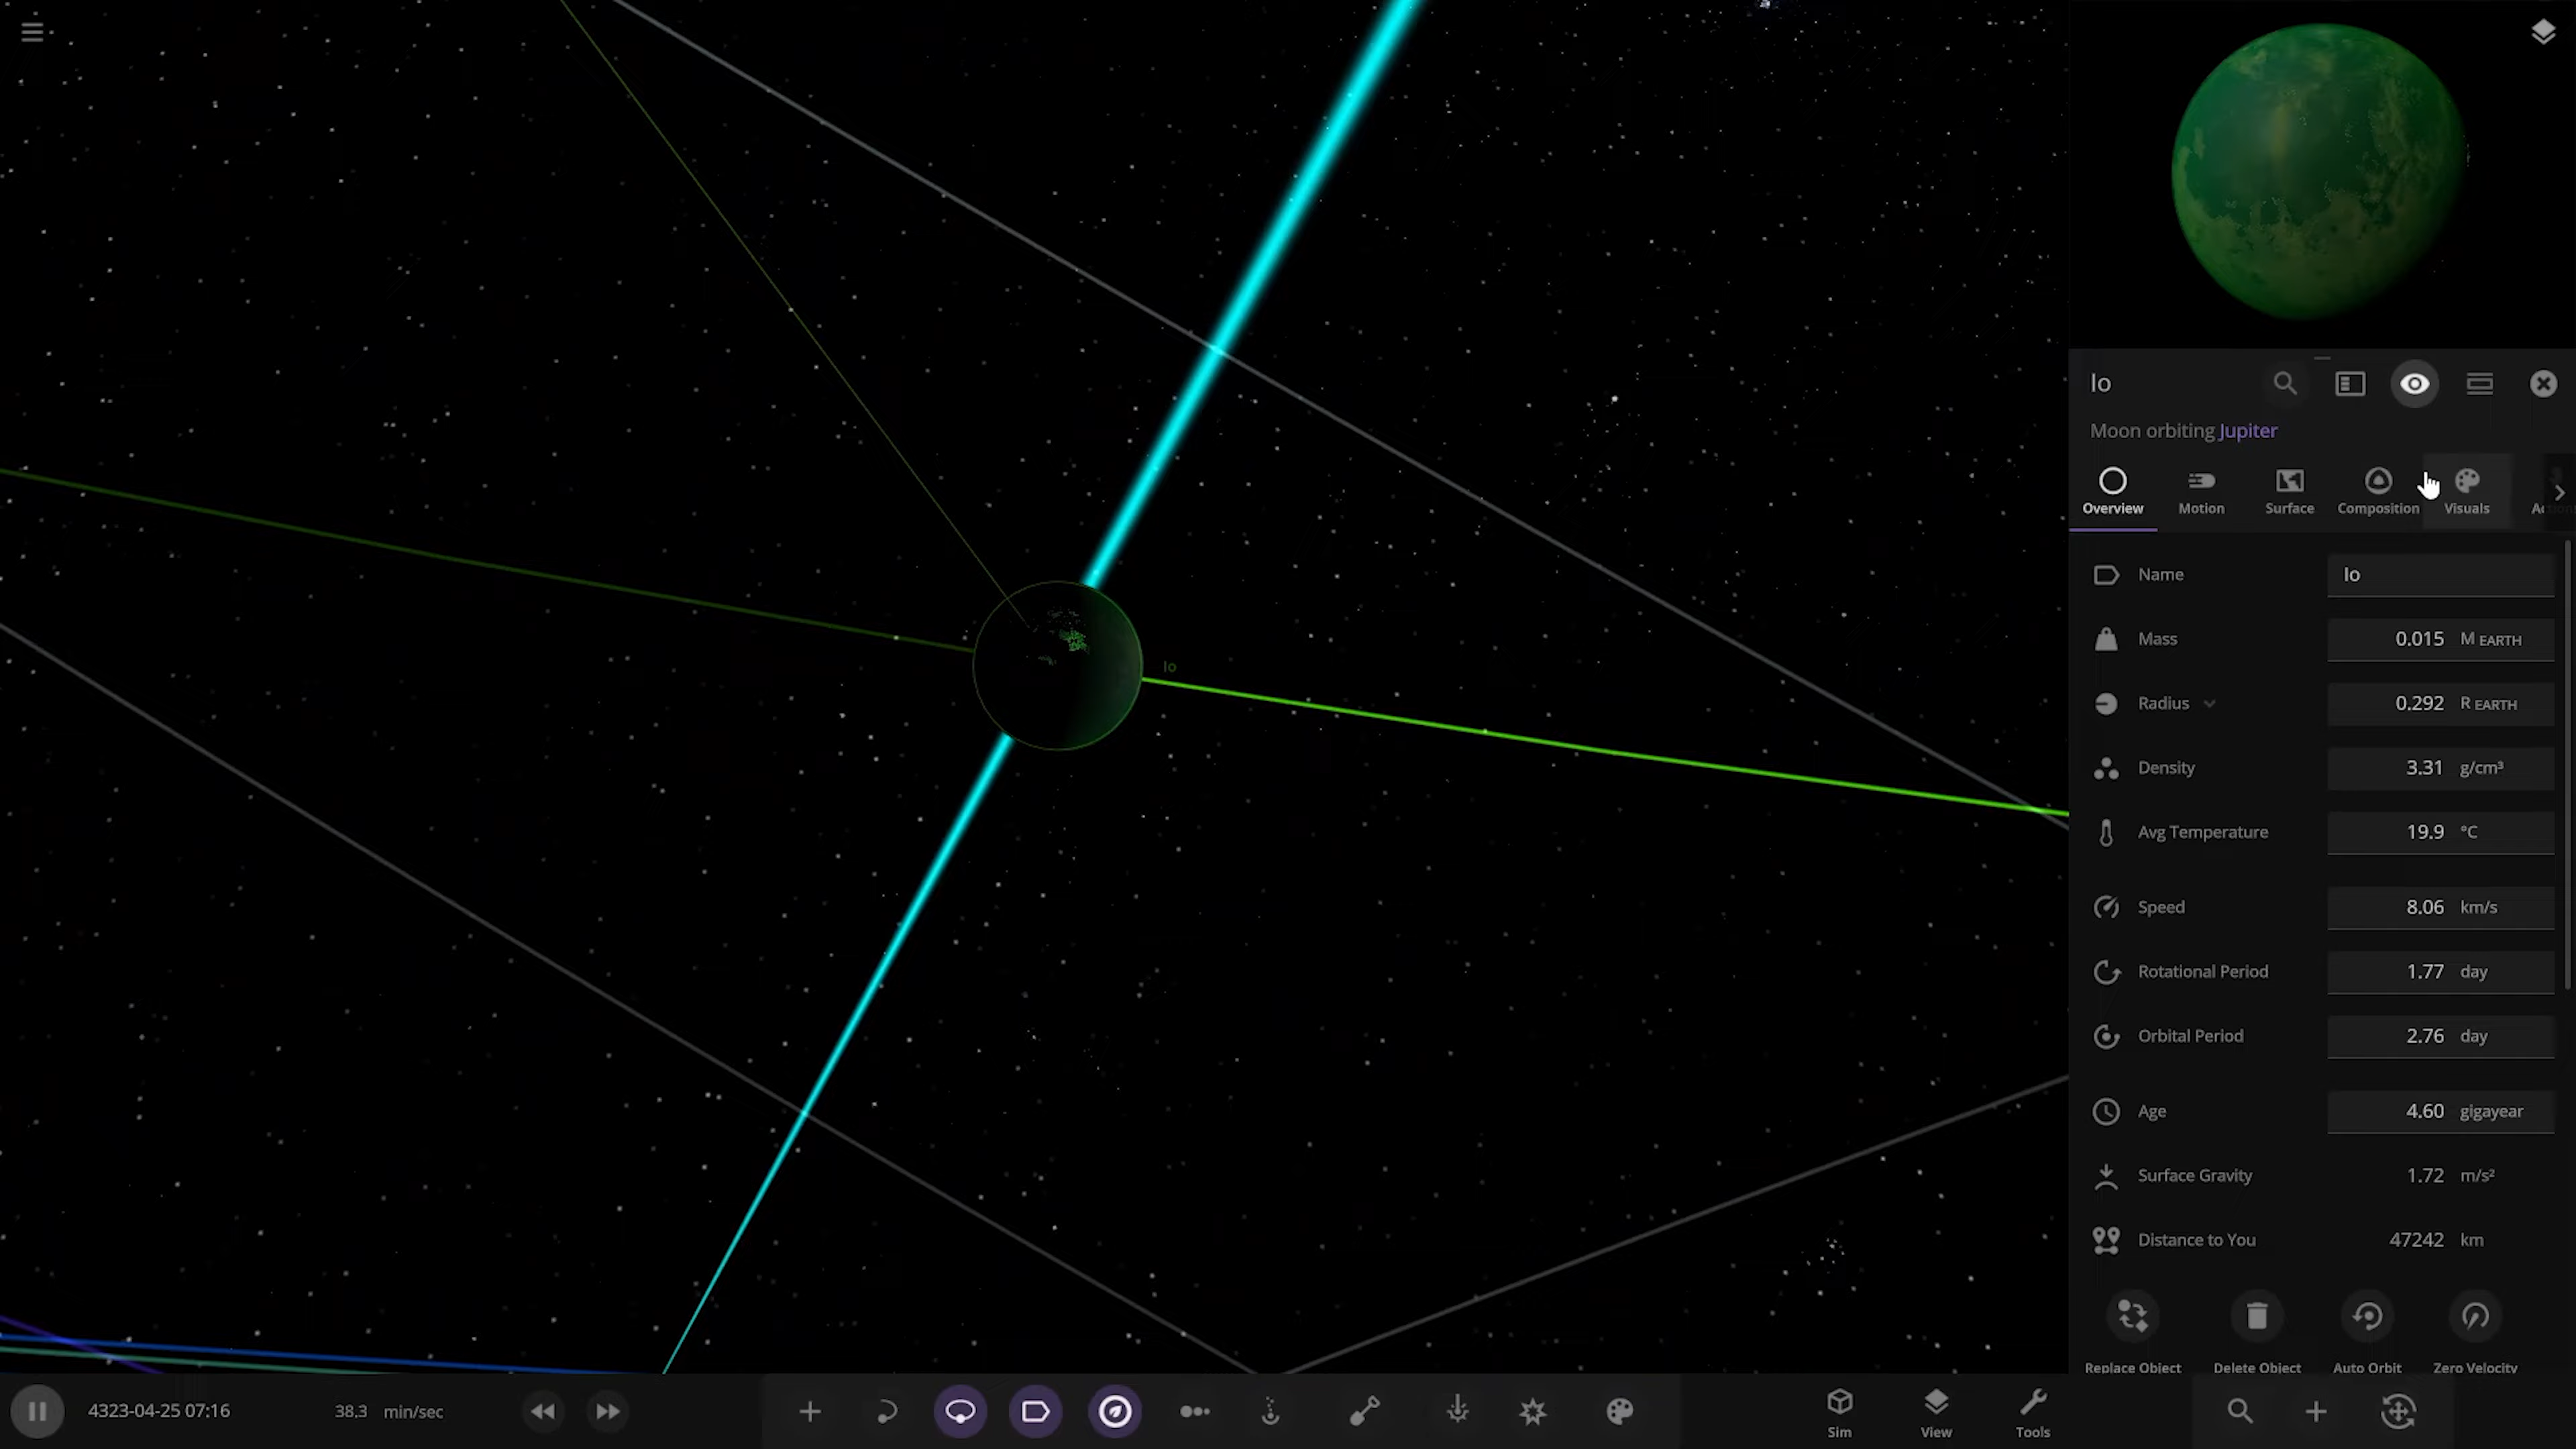 Io
Io
Moon orbiting Jupiter
Overview
Motion
Surface
Composition
Visuals
Name Io
Mass 0.015 M EARTH
Radius 0.292 R EARTH
Density 3.31 g/cm³
Avg Temperature 19.9 °C
Speed 8.06 km/s
Rotational Period 1.77 day
Orbital Period 2.76 day
Age 4.60 gigayear
Surface Gravity 1.72 m/s²
Distance to You 47242 km
Replace Object
Delete Object
Auto Orbit
Zero Velocity
4323-04-25 07:16
38.3 min/sec
Sim
View
Tools